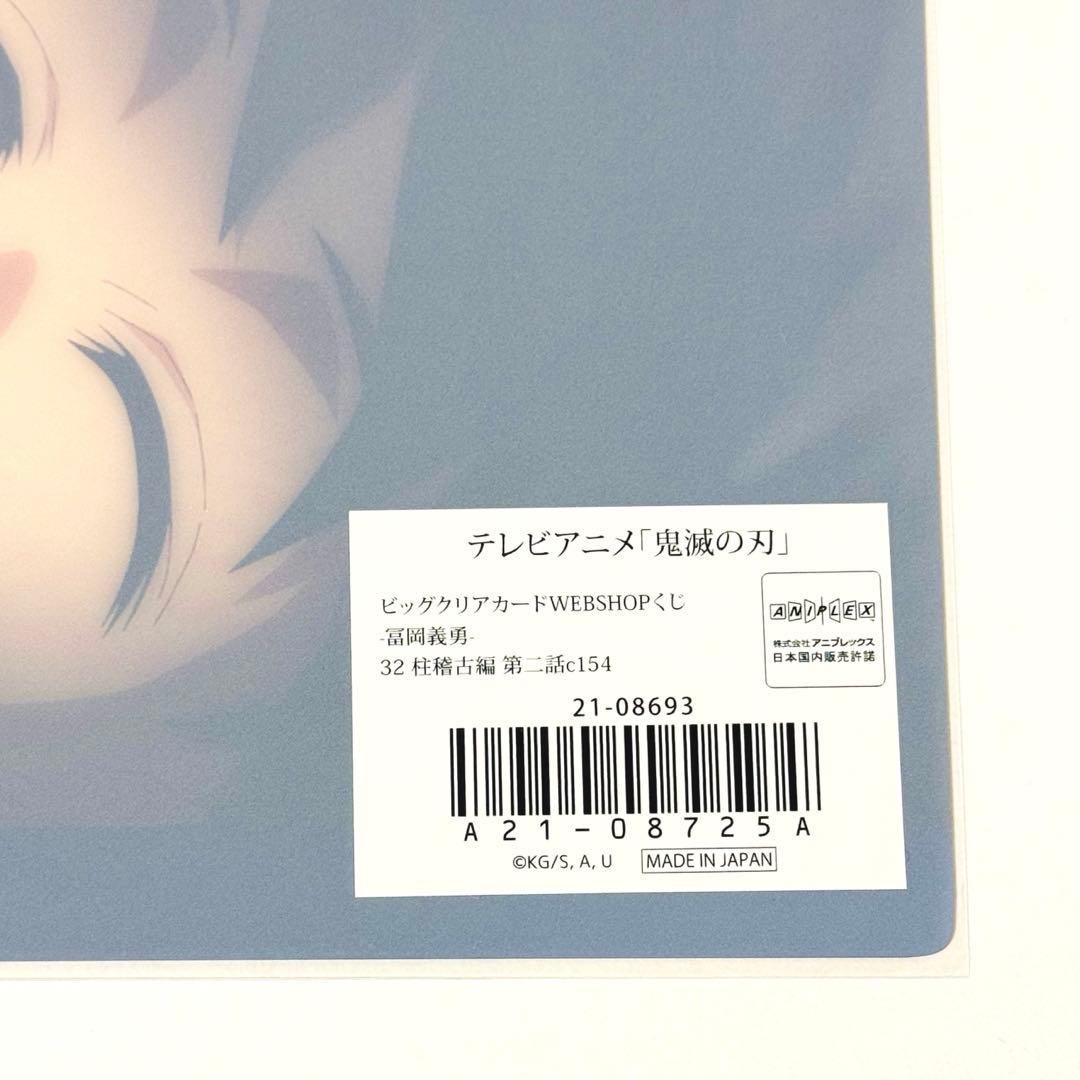 テレビアニメ「鬼滅の刃」
ビッグクリアカードWEBSHOPくじ
-冨岡義勇-
32 柱稽古編 第二話c154
ANIPLEX
株式会社アニプレックス
日本国内販売許諾
21-08693
A21-08725A
©KG/S, A, U
MADE IN JAPAN